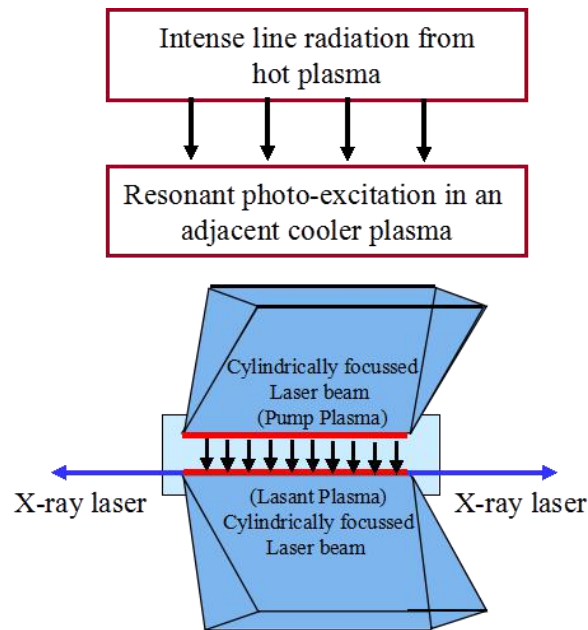 Intense line radiation from
hot plasma
Resonant photo-excitation in an
adjacent cooler plasma
Cylindrically focussed
Laser beam
(Pump Plasma)
X-ray laser
X-ray laser
(Lasant Plasma)
Cylindrically focussed
Laser beam